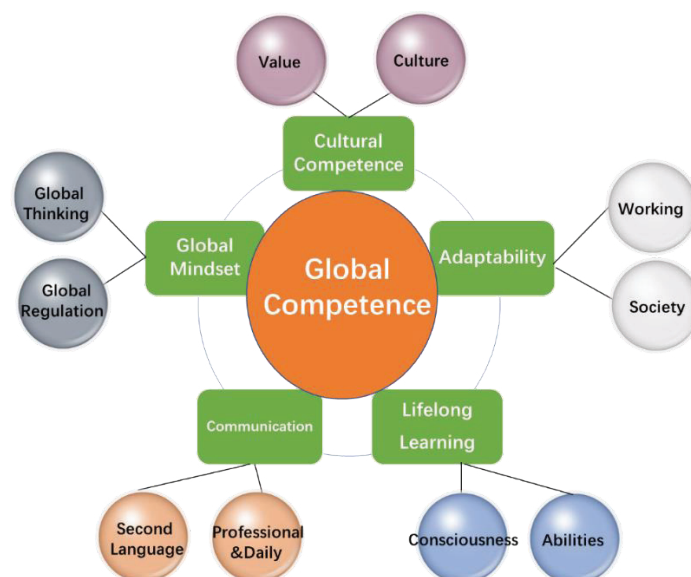 Value
Culture
Cultural
Competence
Global
Thinking
Global
Regulation
Global
Mindset
Global
Competence
Adaptability
Working
Society
Communication
Lifelong
Learning
Second
Language
Professional
&Daily
Consciousness
Abilities